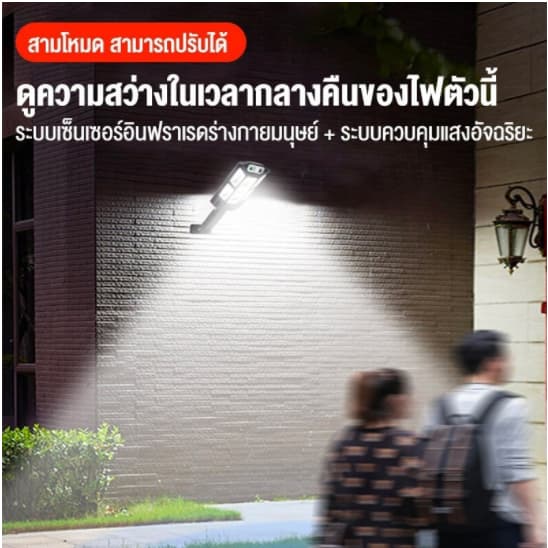 สามโหมด สามารถปรับได้
ดูความสว่างในเวลากลางคืนของไฟตัวนี้
ระบบเซ็นเซอร์อินฟราเรดร่างกายมนุษย์ + ระบบควบคุมแสงอัจฉริยะ